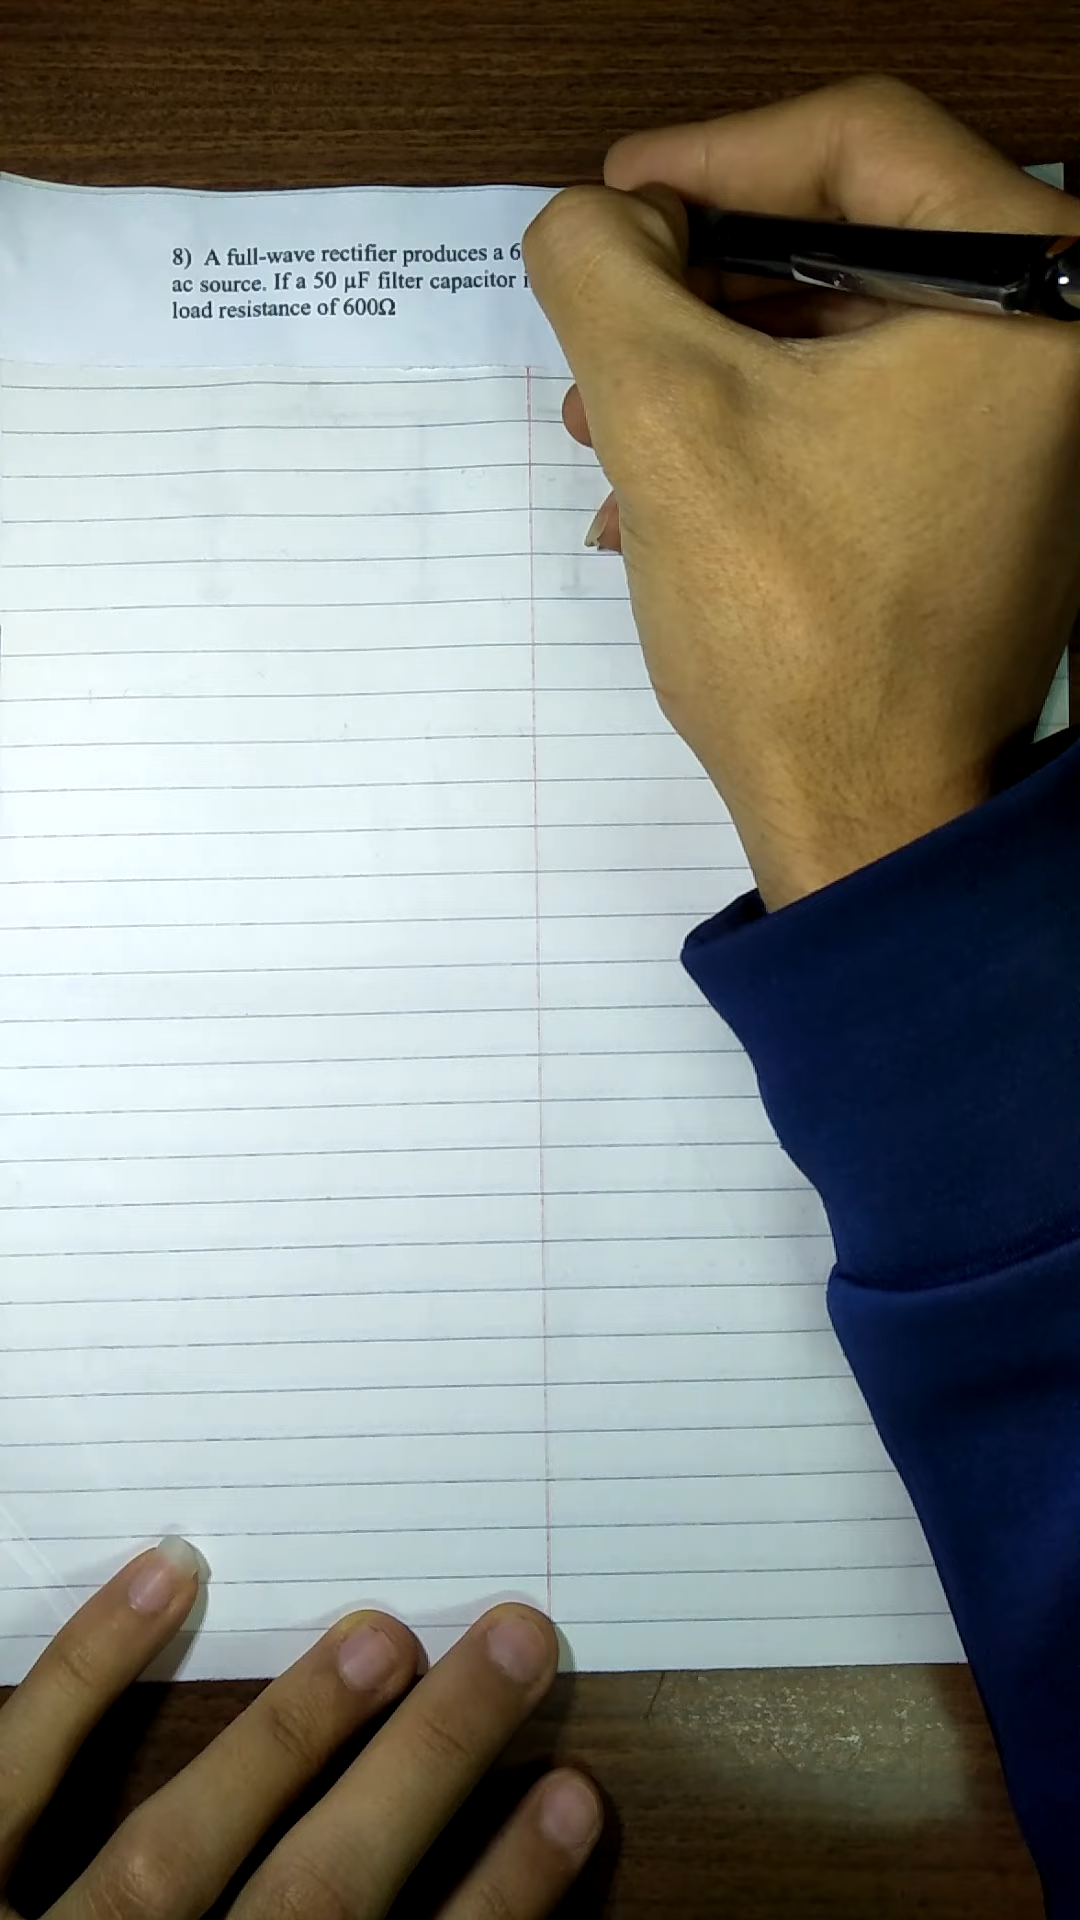 8) A full-wave rectifier produces a 6
ac source. If a 50 μF filter capacitor
load resistance of 600Ω